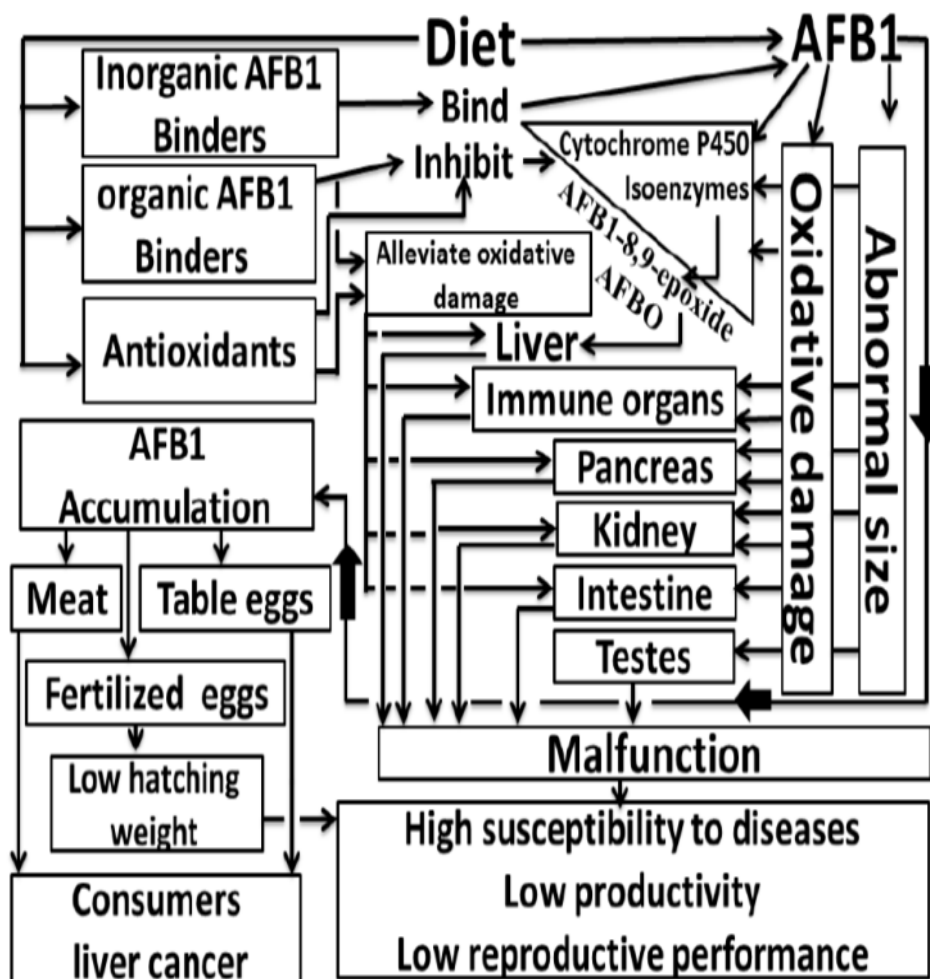 Diet
AFB1
Inorganic AFB1
Binders
Bind
organic AFB1
Binders
Inhibit
Antioxidants
Cytochrome P450
Isoenzymes
AFB1-8,9-epoxide
AFBO
Alleviate oxidative
damage
Oxidative damage
Abnormal size
Liver
Immune organs
Pancreas
Kidney
Intestine
Testes
AFB1
Accumulation
Meat
Table eggs
Fertilized eggs
Low hatching
weight
Consumers
liver cancer
Malfunction
High susceptibility to diseases
Low productivity
Low reproductive performance